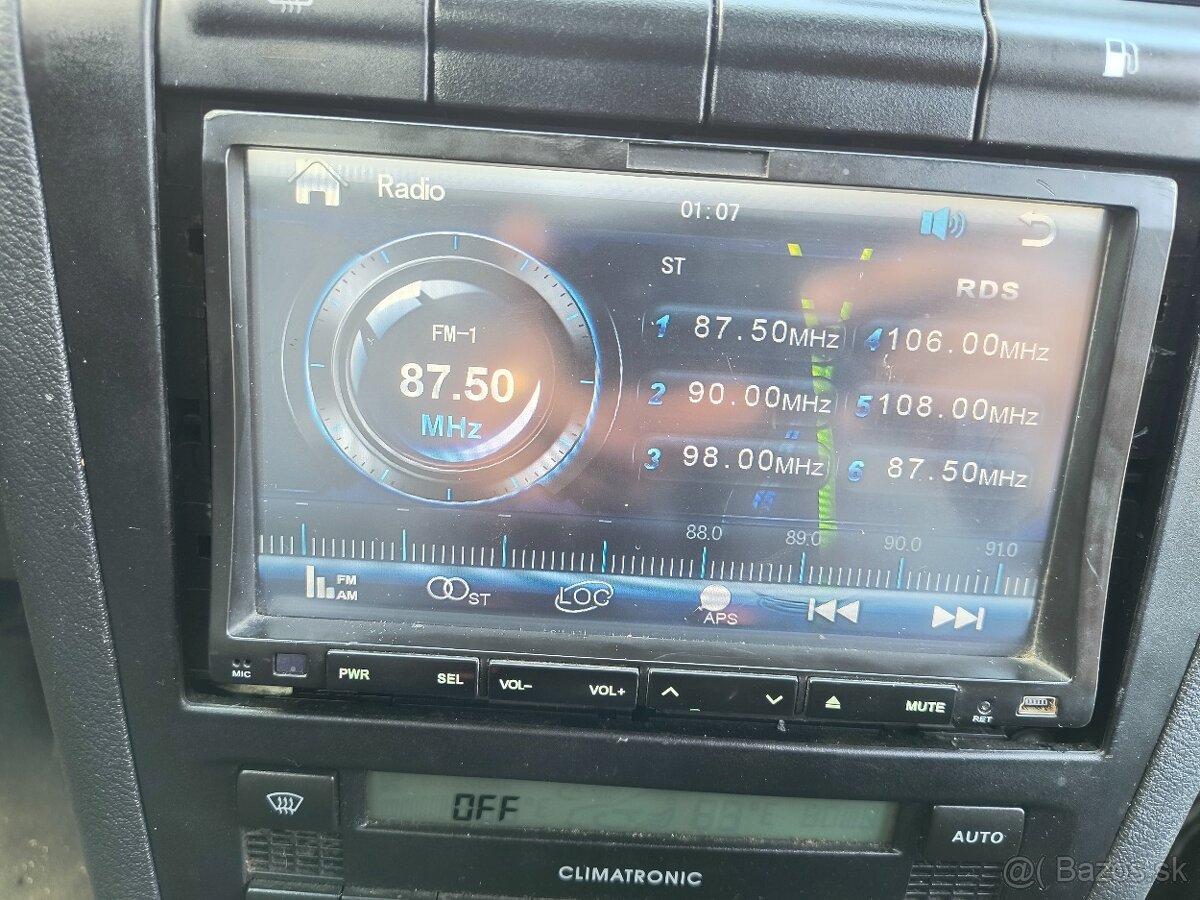 Radio
01:07
ST
RDS
FM-1
87.50
MHz
1 87.50MHz
4 106.00MHz
2 90.00MHz
5 108.00MHz
3 98.00MHz
6 87.50MHz
88.0 89.0 90.0 91.0
FM
AM
ST
LOC
APS
MIC
PWR SEL
VOL- VOL+
MUTE
RET
OFF
AUTO
CLIMATRONIC
@( Bazos.sk